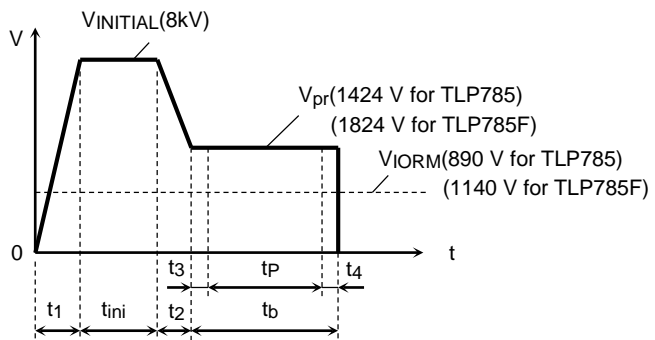 VINITIAL(8kV)
V
Vpr(1424 V for TLP785)
(1824 V for TLP785F)
VIORM(890 V for TLP785)
(1140 V for TLP785F)
0
t
t3
tP
t4
t1
tini
t2
tb